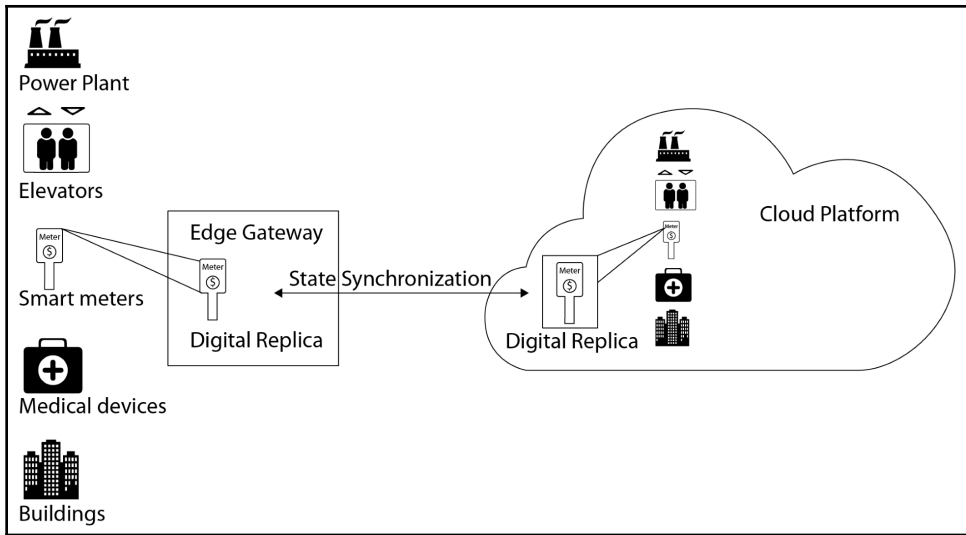 Power Plant
Elevators
Meter
$
Smart meters
Medical devices
Buildings
Edge Gateway
Meter
$
Digital Replica
State Synchronization
Cloud Platform
Meter
$
Meter
$
Digital Replica